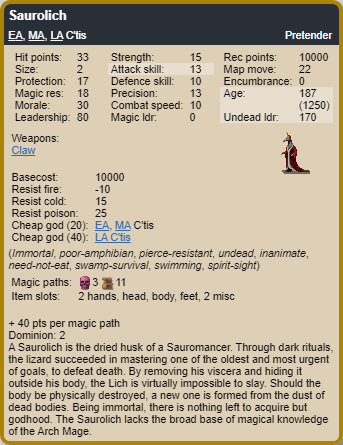 Saurolich
EA, MA, LA C'tis Pretender
Hit points: 33 Strength: 15 Rec points: 10000
Size: 2 Attack skill: 13 Map move: 22
Protection: 17 Defence skill: 10 Encumbrance: 0
Magic res: 18 Precision: 13 Age: 187
Morale: 30 Combat speed: 10 (1250)
Leadership: 80 Magic ldr: 0 Undead ldr: 170
Weapons:
Claw
Basecost: 10000
Resist fire: -10
Resist cold: 15
Resist poison: 25
Cheap god (20): EA, MA C'tis
Cheap god (40): LA C'tis
(Immortal, poor-amphibian, pierce-resistant, undead, inanimate,
need-not-eat, swamp-survival, swimming, spirit-sight)
Magic paths: 3 11
Item slots: 2 hands, head, body, feet, 2 misc
+ 40 pts per magic path
Dominion: 2
A Saurolich is the dried husk of a Sauromancer. Through dark rituals,
the lizard succeeded in mastering one of the oldest and most urgent
of goals, to defeat death. By removing his viscera and hiding it
outside his body, the Lich is virtually impossible to slay. Should the
body be physically destroyed, a new one is formed from the dust of
dead bodies. Being immortal, there is nothing left to acquire but
godhood. The Saurolich lacks the broad base of magical knowledge
of the Arch Mage.